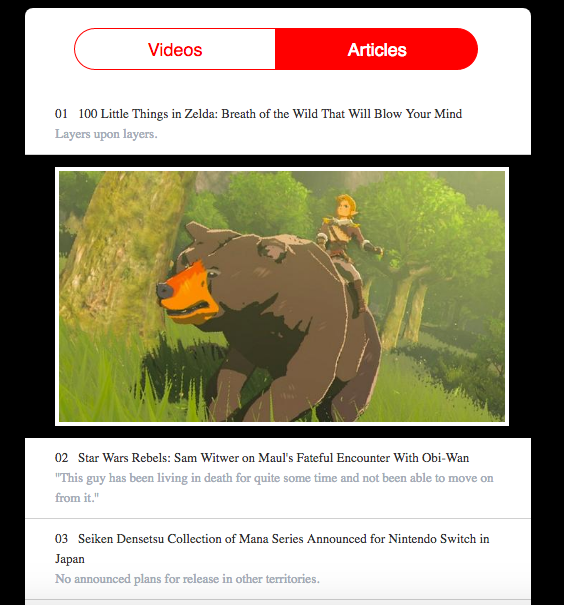 Videos
Articles
01 100 Little Things in Zelda: Breath of the Wild That Will Blow Your Mind
Layers upon layers.
02 Star Wars Rebels: Sam Witwer on Maul's Fateful Encounter With Obi-Wan
"This guy has been living in death for quite some time and not been able to move on
from it."
03 Seiken Densetsu Collection of Mana Series Announced for Nintendo Switch in
Japan
No announced plans for release in other territories.